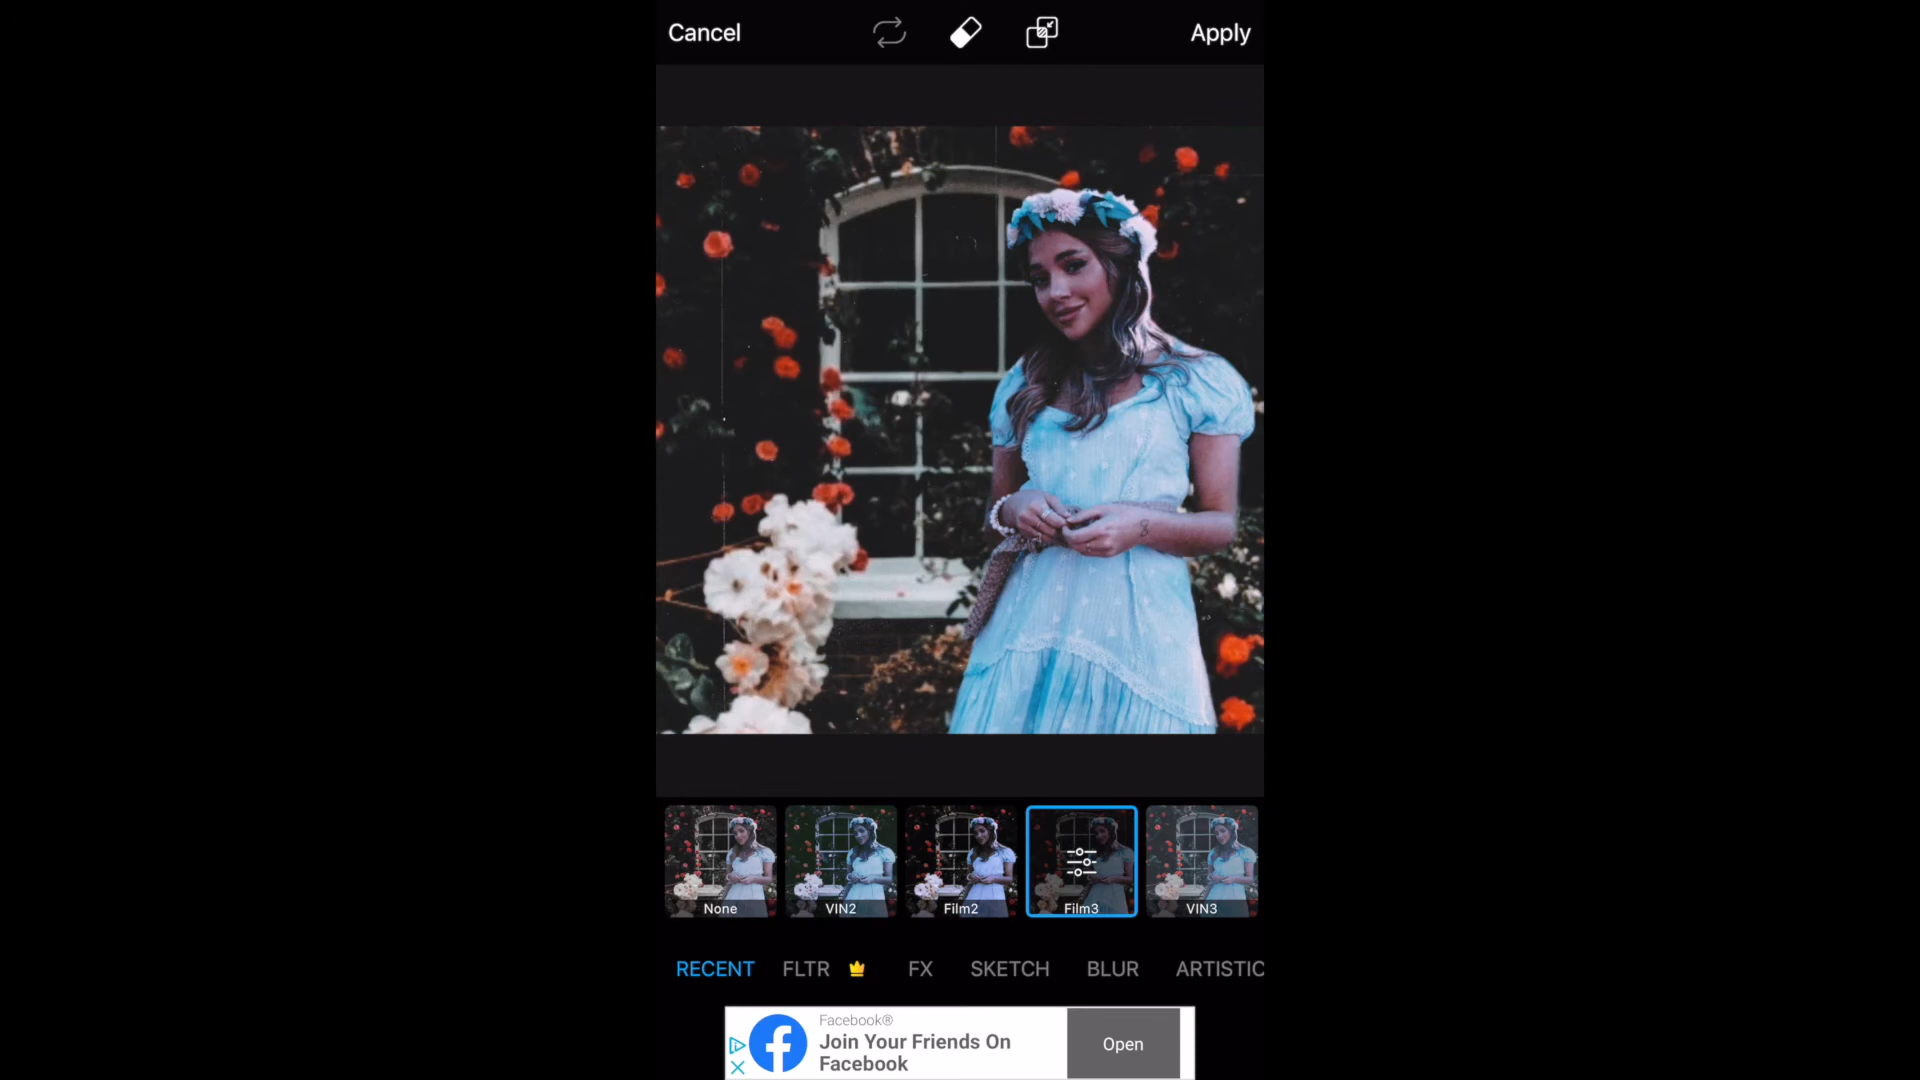 Cancel
Apply
None
VIN2
Film2
Film3
VIN3
RECENT
FLTR
FX
SKETCH
BLUR
ARTISTIC
Facebook®
Join Your Friends On
Facebook
Open